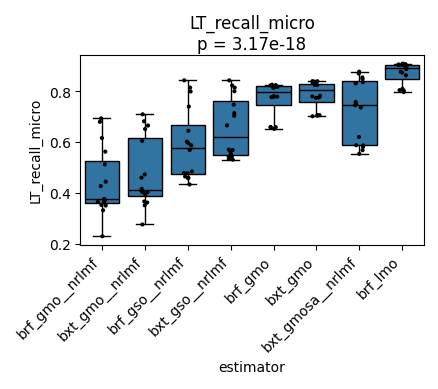 LT_recall_micro
p = 3.17e-18
LT_recall_micro
0.8
0.6
0.4
0.2
brf_gmo__nrlmf
bxt_gmo__nrlmf
brf_gso__nrlmf
bxt_gso__nrlmf
brf_gmo
bxt_gmo
bxt_gmosa__nrlmf
brf_lmo
estimator